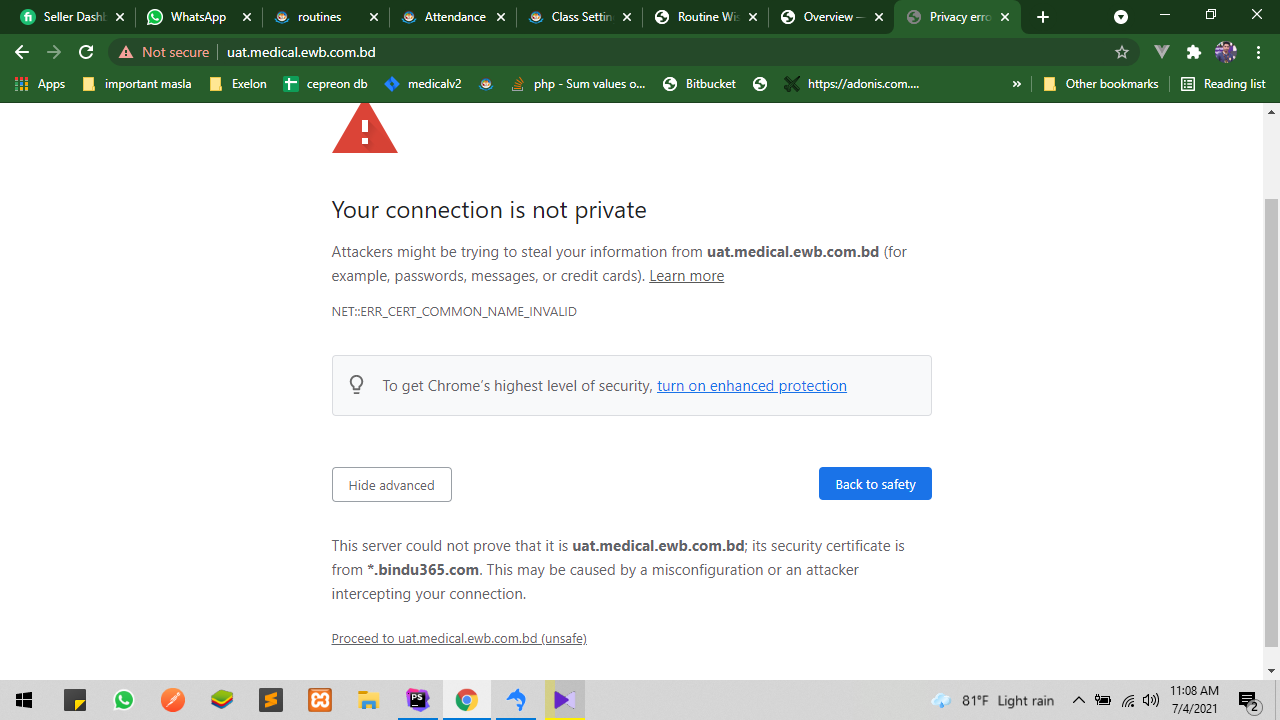 Seller Dashb
WhatsApp
routines
Attendance
Class Settin
Routine Wis
Overview —
Privacy erro
Not secure
uat.medical.ewb.com.bd
Apps
important masla
Exelon
cepreon db
medicalv2
php - Sum values o...
Bitbucket
https://adonis.com....
»
Other bookmarks
Reading list
Your connection is not private
Attackers might be trying to steal your information from uat.medical.ewb.com.bd (for
example, passwords, messages, or credit cards). Learn more
NET::ERR_CERT_COMMON_NAME_INVALID
To get Chrome's highest level of security, turn on enhanced protection
Hide advanced
Back to safety
This server could not prove that it is uat.medical.ewb.com.bd; its security certificate is
from *.bindu365.com. This may be caused by a misconfiguration or an attacker
intercepting your connection.
Proceed to uat.medical.ewb.com.bd (unsafe)
PS
81°F Light rain
11:08 AM
7/4/2021
2